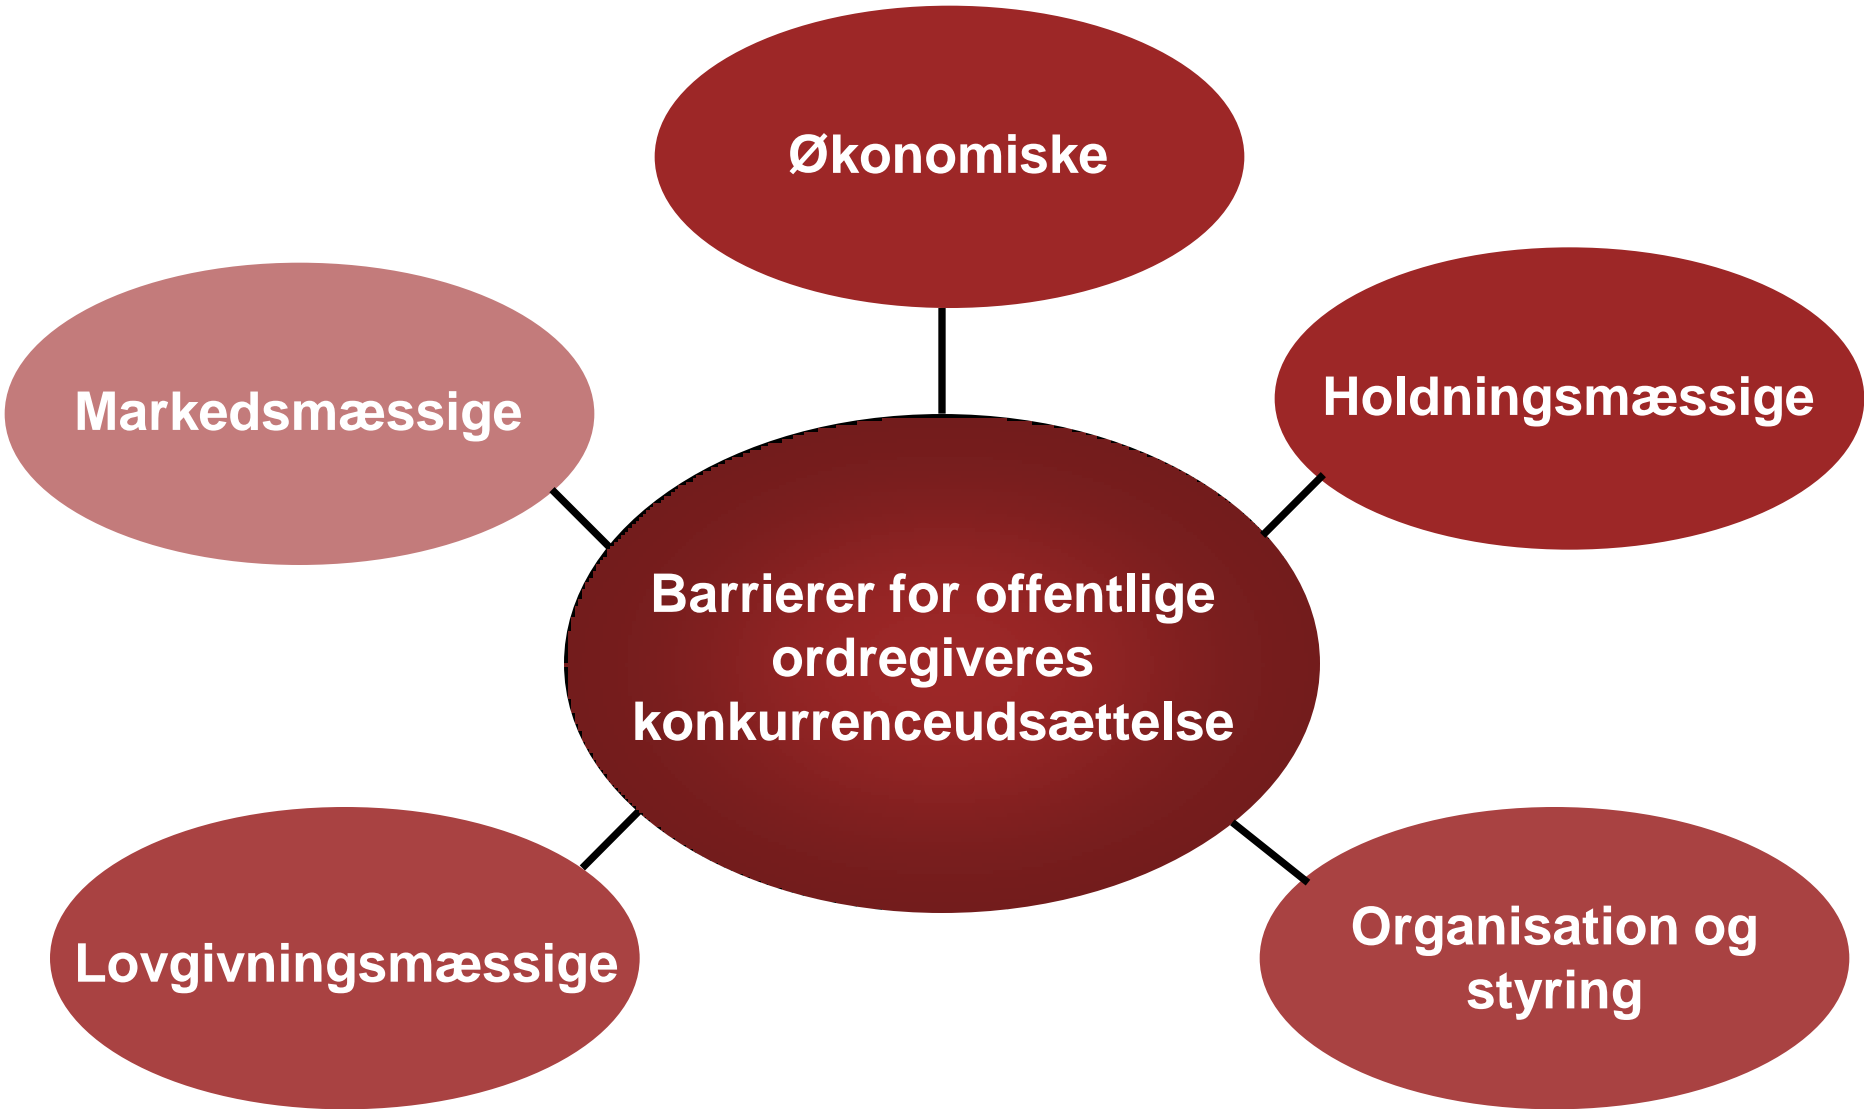 Økonomiske
Markedsmæssige
Holdningsmæssige
Barrierer for offentlige
ordregiveres
konkurrenceudsættelse
Lovgivningsmæssige
Organisation og
styring